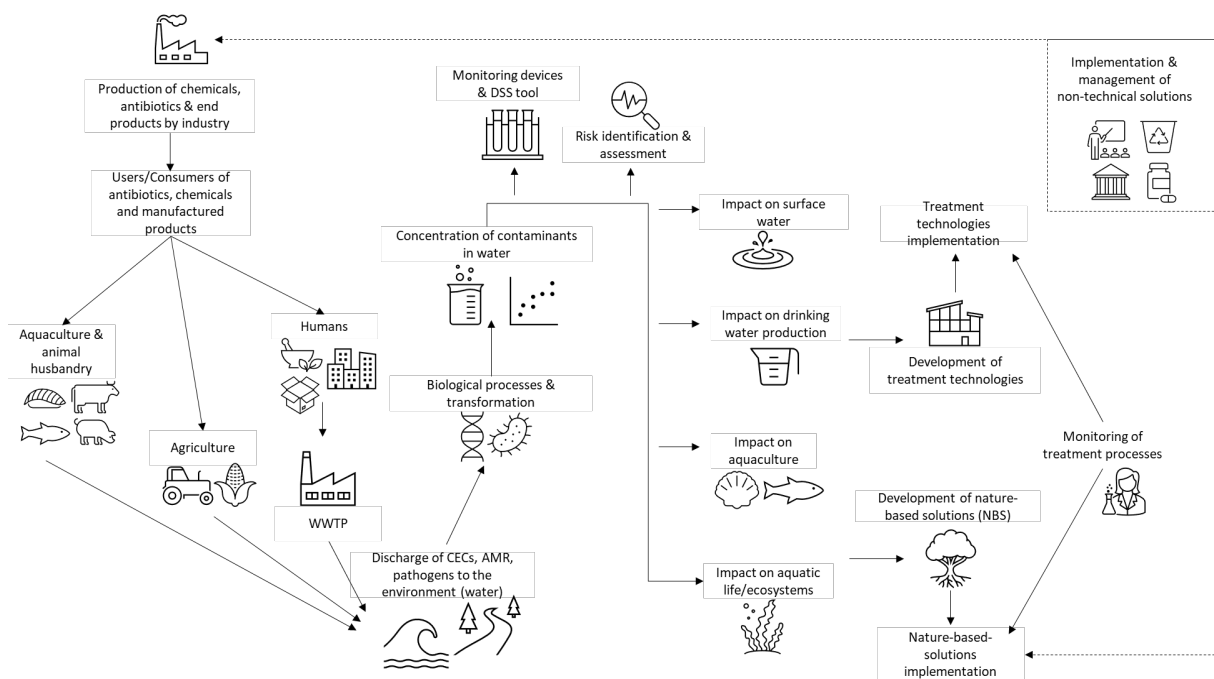 Production of chemicals,
antibiotics & end
products by industry
Users/Consumers of
antibiotics, chemicals
and manufactured
products
Aquaculture &
animal
husbandry
Agriculture
Humans
WWTP
Discharge of CECs, AMR,
pathogens to the
environment (water)
Biological processes &
transformation
Concentration of contaminants
in water
Monitoring devices
& DSS tool
Risk identification &
assessment
Impact on surface
water
Impact on drinking
water production
Impact on
aquaculture
Impact on aquatic
life/ecosystems
Treatment
technologies
implementation
Development of
treatment technologies
Development of nature-
based solutions (NBS)
Nature-based-
solutions
implementation
Monitoring of
treatment processes
Implementation &
management of
non-technical solutions